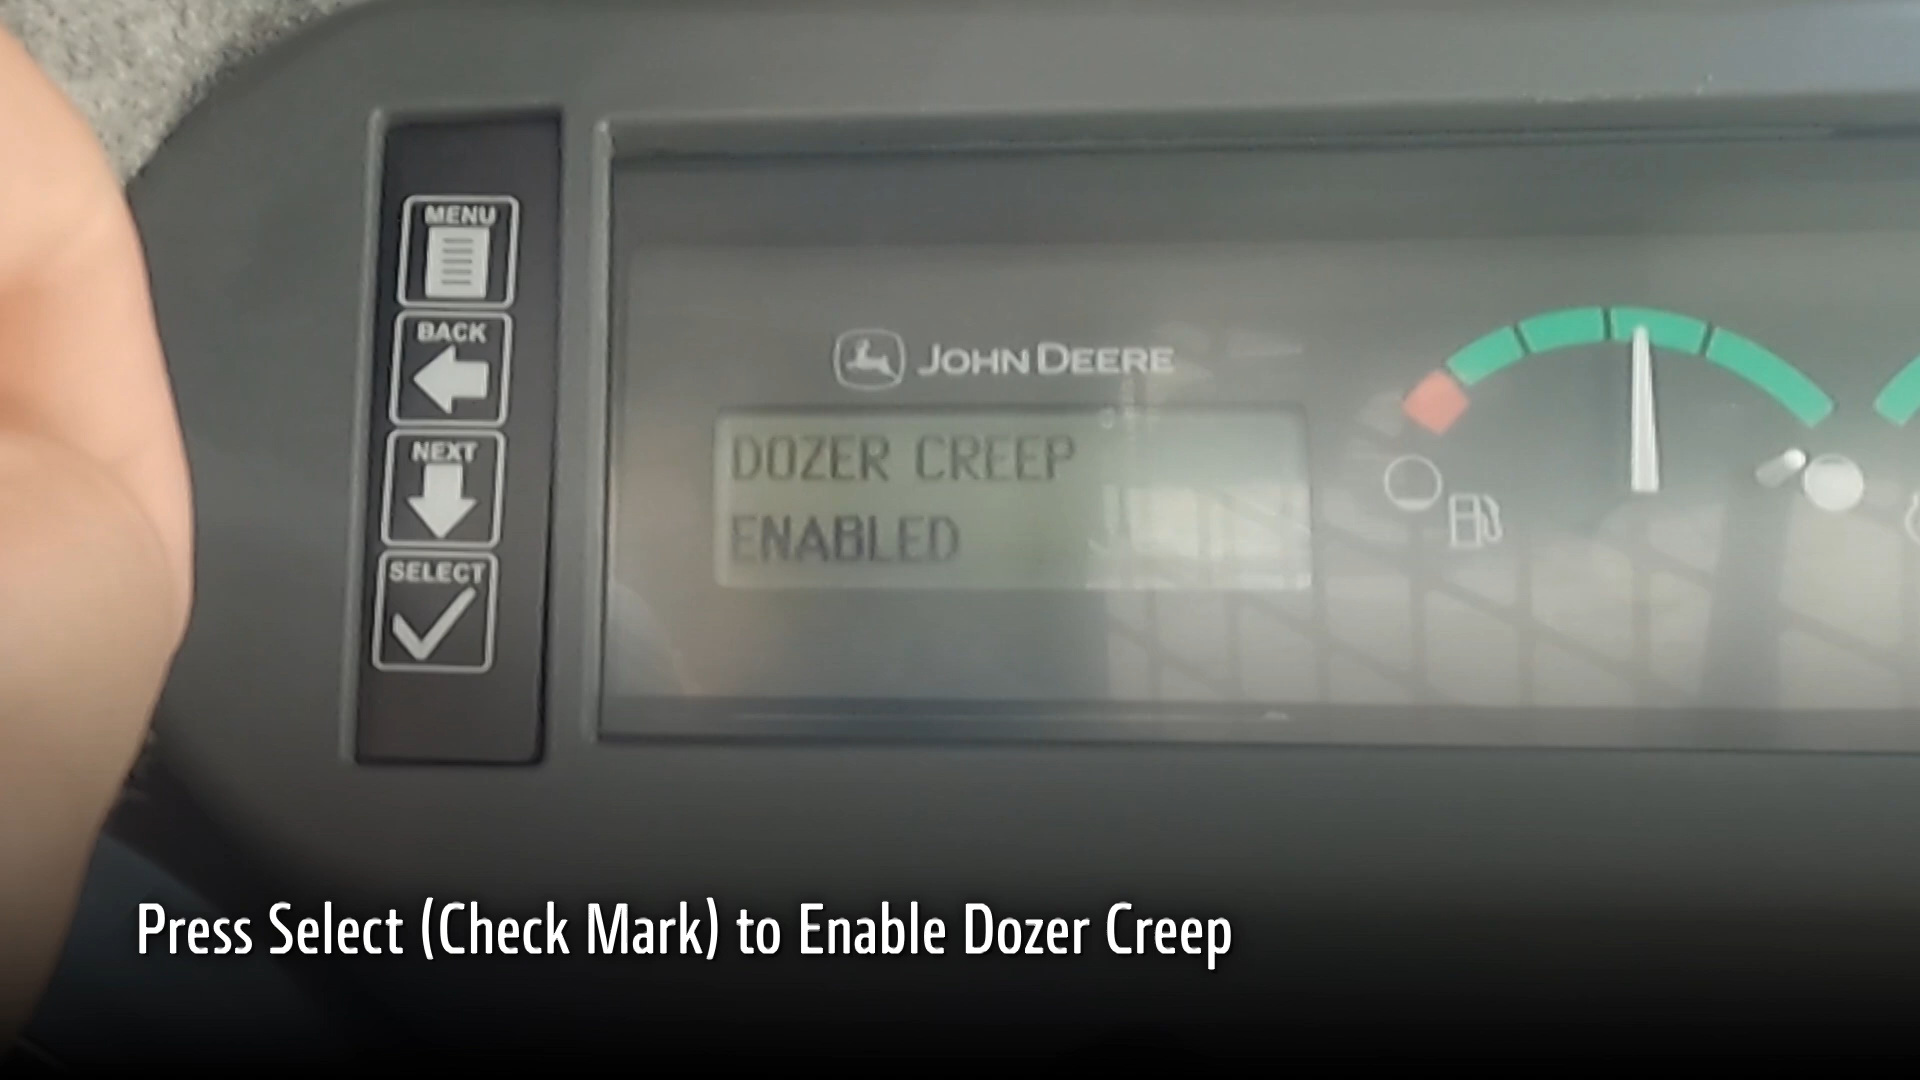 MENU
BACK
NEXT
SELECT
JOHN DEERE
DOZER CREEP
ENABLED
Press Select (Check Mark) to Enable Dozer Creep